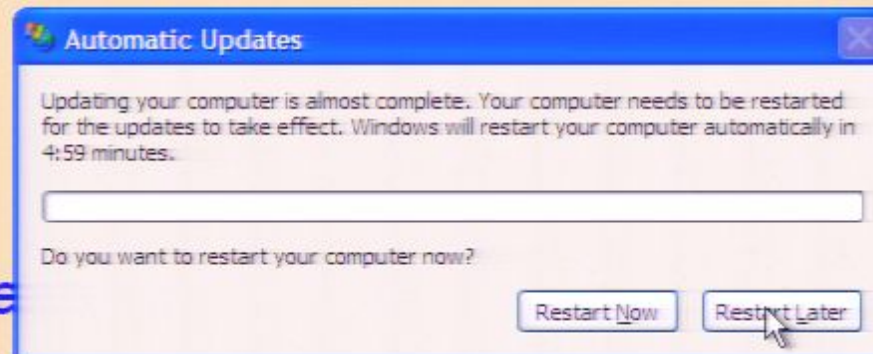 Automatic Updates
Updating your computer is almost complete. Your computer needs to be restarted
for the updates to take effect. Windows will restart your computer automatically in
4:59 minutes.
Do you want to restart your computer now?
Restart Now
Restart Later